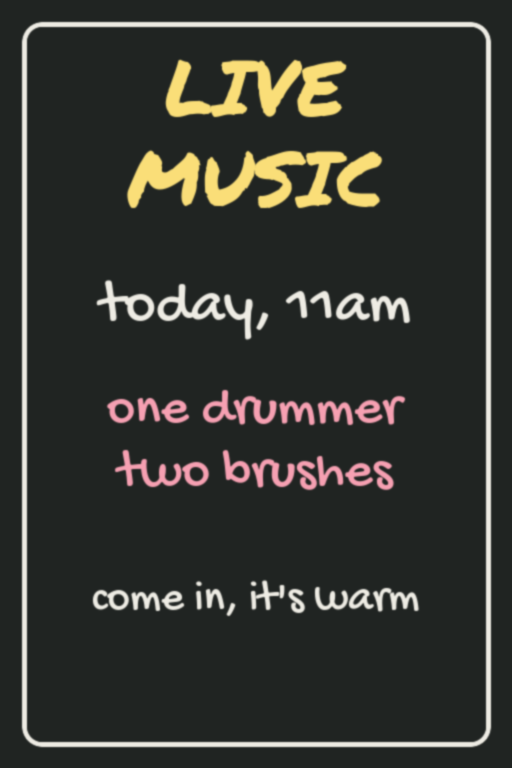 LIVE
MUSIC
today, 11am
one drummer
two brushes
come in, it's warm